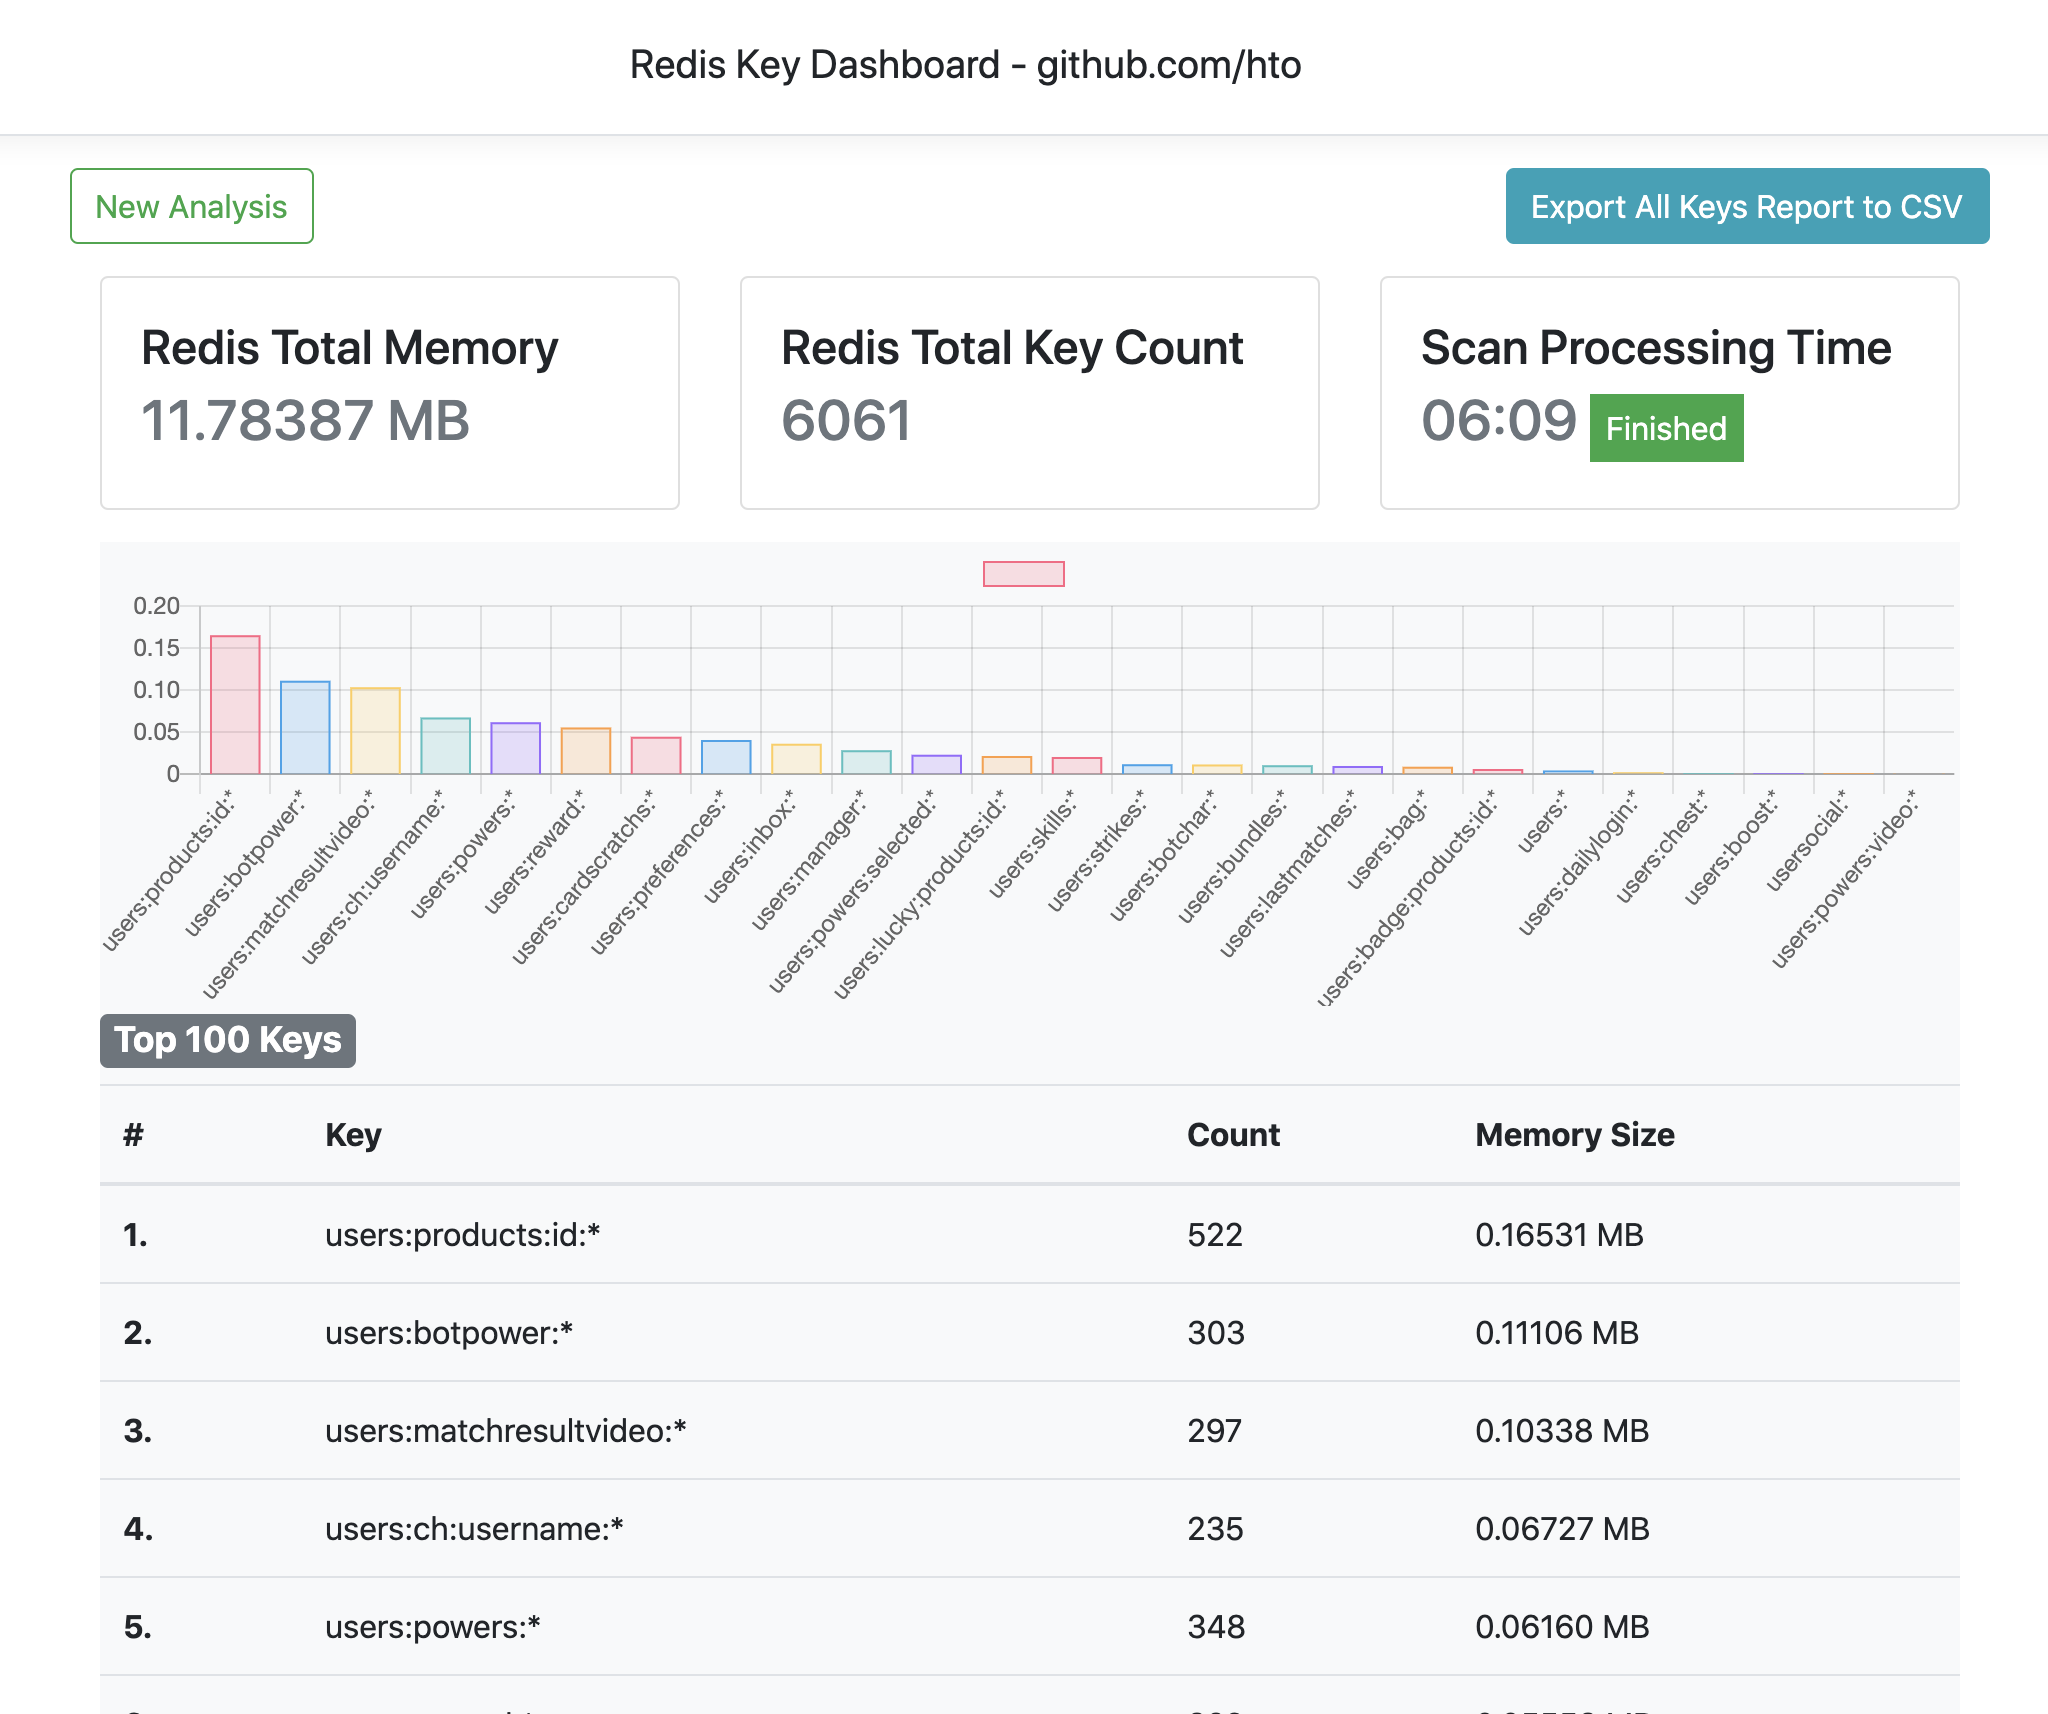 Redis Key Dashboard - github.com/hto
New Analysis
Export All Keys Report to CSV
Redis Total Memory
11.78387 MB
Redis Total Key Count
6061
Scan Processing Time
06:09 Finished
0.20
0.15
0.10
0.05
0
users:products:id:*
users:botpower:*
users:matchresultvideo:*
users:ch:username:*
users:powers:*
users:reward:*
users:cardscratchs:*
users:preferences:*
users:inbox:*
users:manager:*
users:powers:selected:*
users:lucky:products:id:*
users:skills:*
users:strikes:*
users:botchar:*
users:bundles:*
users:lastmatches:*
users:bag:*
users:badge:products:id:*
users:*
users:dailylogin:*
users:chest:*
users:boost:*
usersocial:*
users:powers:video:*
Top 100 Keys
# Key Count Memory Size
1. users:products:id:* 522 0.16531 MB
2. users:botpower:* 303 0.11106 MB
3. users:matchresultvideo:* 297 0.10338 MB
4. users:ch:username:* 235 0.06727 MB
5. users:powers:* 348 0.06160 MB